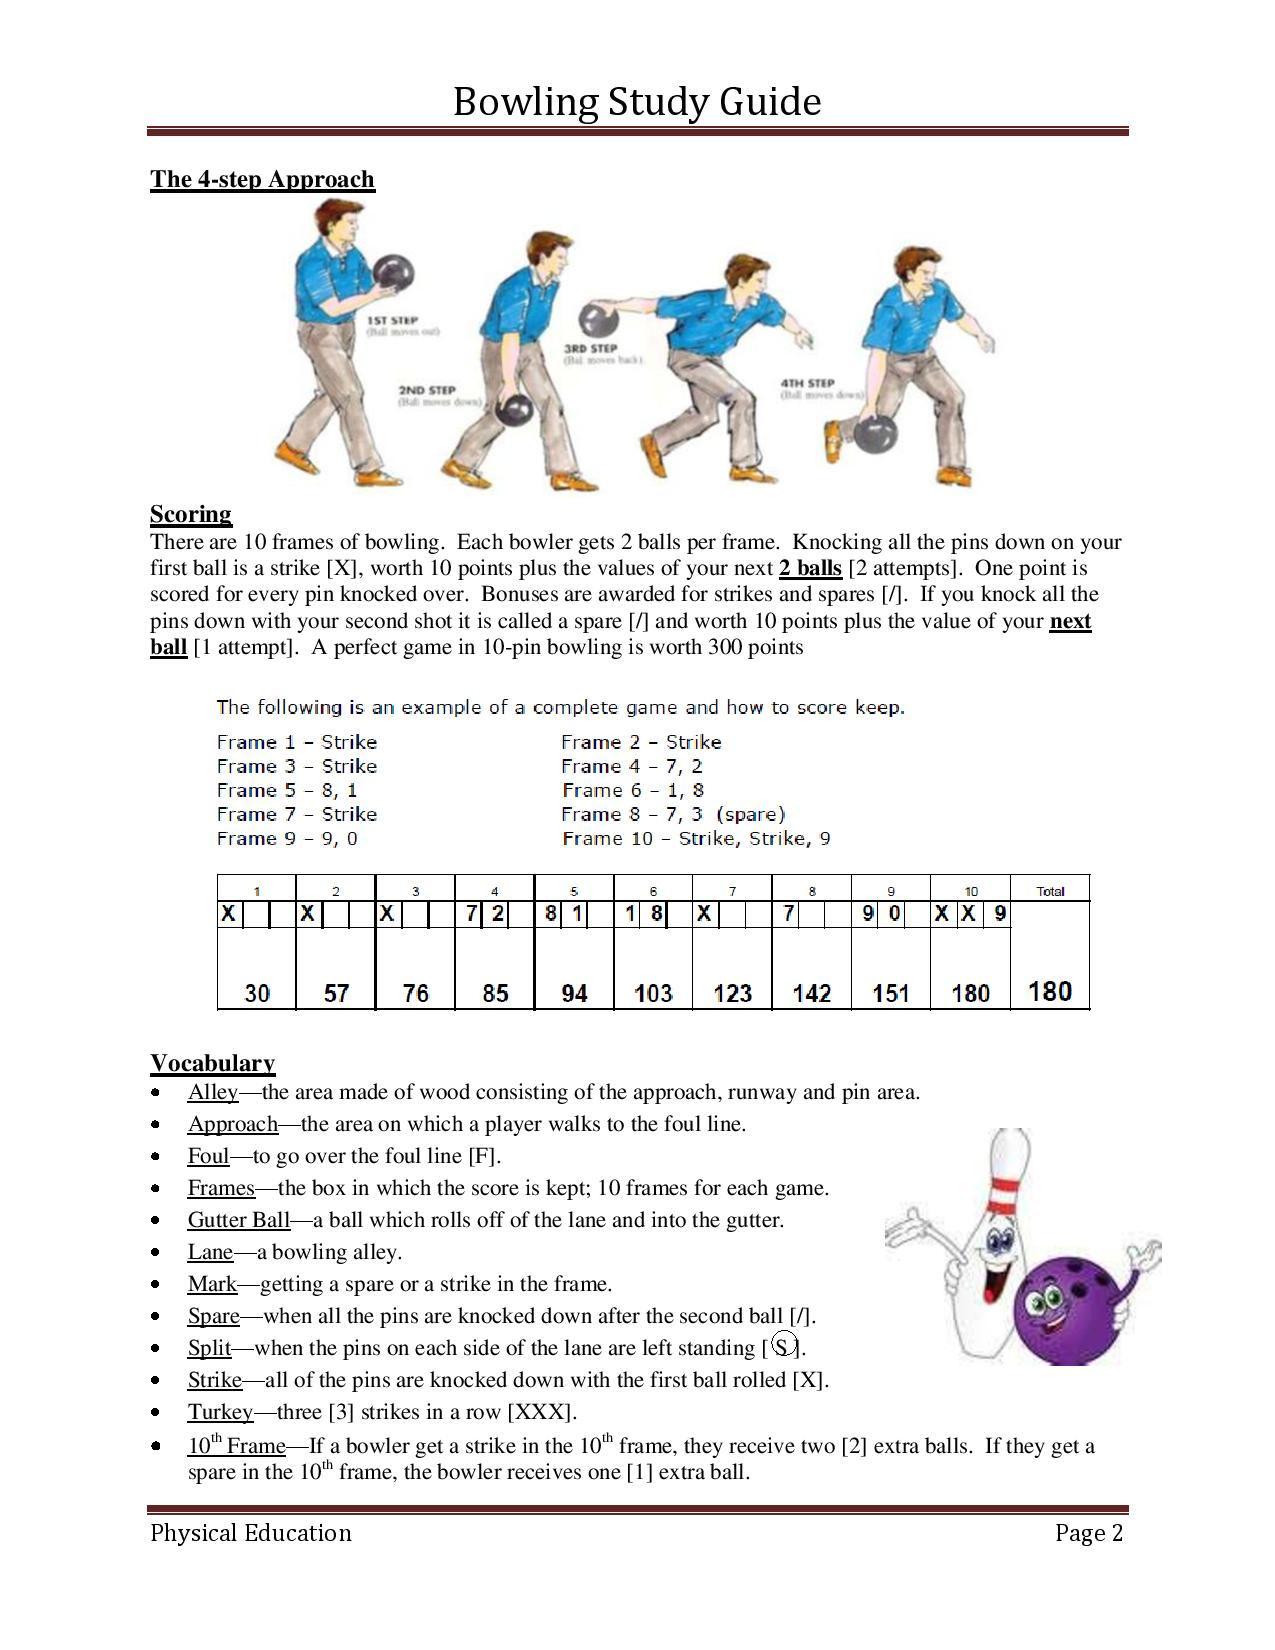 Bowling Study Guide
The 4-step Approach
1ST STEP
(Ball moves out)
2ND STEP
(Ball moves down)
3RD STEP
(Ball moves back)
4TH STEP
(Ball moves down)
Scoring
There are 10 frames of bowling.  Each bowler gets 2 balls per frame.  Knocking all the pins down on your
first ball is a strike [X], worth 10 points plus the values of your next 2 balls [2 attempts].  One point is
scored for every pin knocked over.  Bonuses are awarded for strikes and spares [/].  If you knock all the
pins down with your second shot it is called a spare [/] and worth 10 points plus the value of your next
ball [1 attempt].  A perfect game in 10-pin bowling is worth 300 points
The following is an example of a complete game and how to score keep.
Frame 1 – Strike Frame 2 – Strike
Frame 3 – Strike Frame 4 – 7, 2
Frame 5 – 8, 1 Frame 6 – 1, 8
Frame 7 – Strike Frame 8 – 7, 3  (spare)
Frame 9 – 9, 0 Frame 10 – Strike, Strike, 9
1 2 3 4 5 6 7 8 9 10 Total
X X X 7 2 8 1 1 8 X 7 9 0 X X 9
30 57 76 85 94 103 123 142 151 180 180
Vocabulary
• Alley—the area made of wood consisting of the approach, runway and pin area.
• Approach—the area on which a player walks to the foul line.
• Foul—to go over the foul line [F].
• Frames—the box in which the score is kept; 10 frames for each game.
• Gutter Ball—a ball which rolls off of the lane and into the gutter.
• Lane—a bowling alley.
• Mark—getting a spare or a strike in the frame.
• Spare—when all the pins are knocked down after the second ball [/].
• Split—when the pins on each side of the lane are left standing [ S ].
• Strike—all of the pins are knocked down with the first ball rolled [X].
• Turkey—three [3] strikes in a row [XXX].
• 10th Frame—If a bowler get a strike in the 10th frame, they receive two [2] extra balls.  If they get a
spare in the 10th frame, the bowler receives one [1] extra ball.
Physical Education Page 2